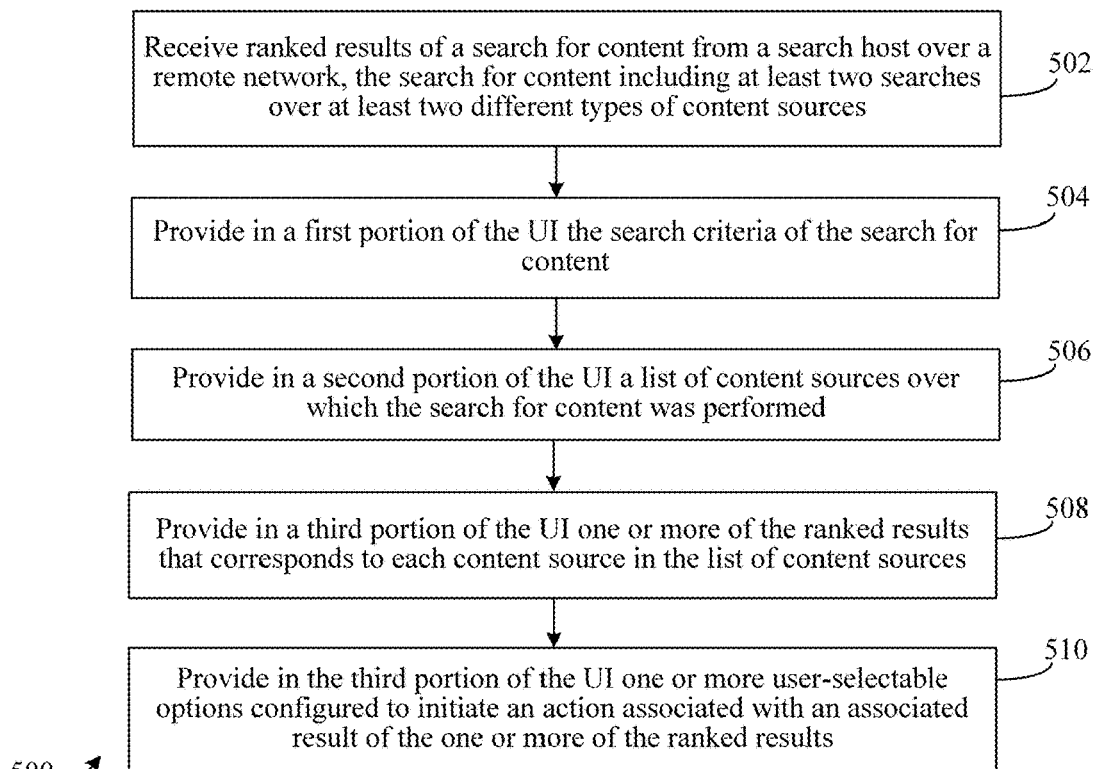 Receive ranked results of a search for content from a search host over a
remote network, the search for content including at least two searches
over at least two different types of content sources
502
Provide in a first portion of the UI the search criteria of the search for
content
504
Provide in a second portion of the UI a list of content sources over
which the search for content was performed
506
Provide in a third portion of the UI one or more of the ranked results
that corresponds to each content source in the list of content sources
508
Provide in the third portion of the UI one or more user-selectable
options configured to initiate an action associated with an associated
result of the one or more of the ranked results
510